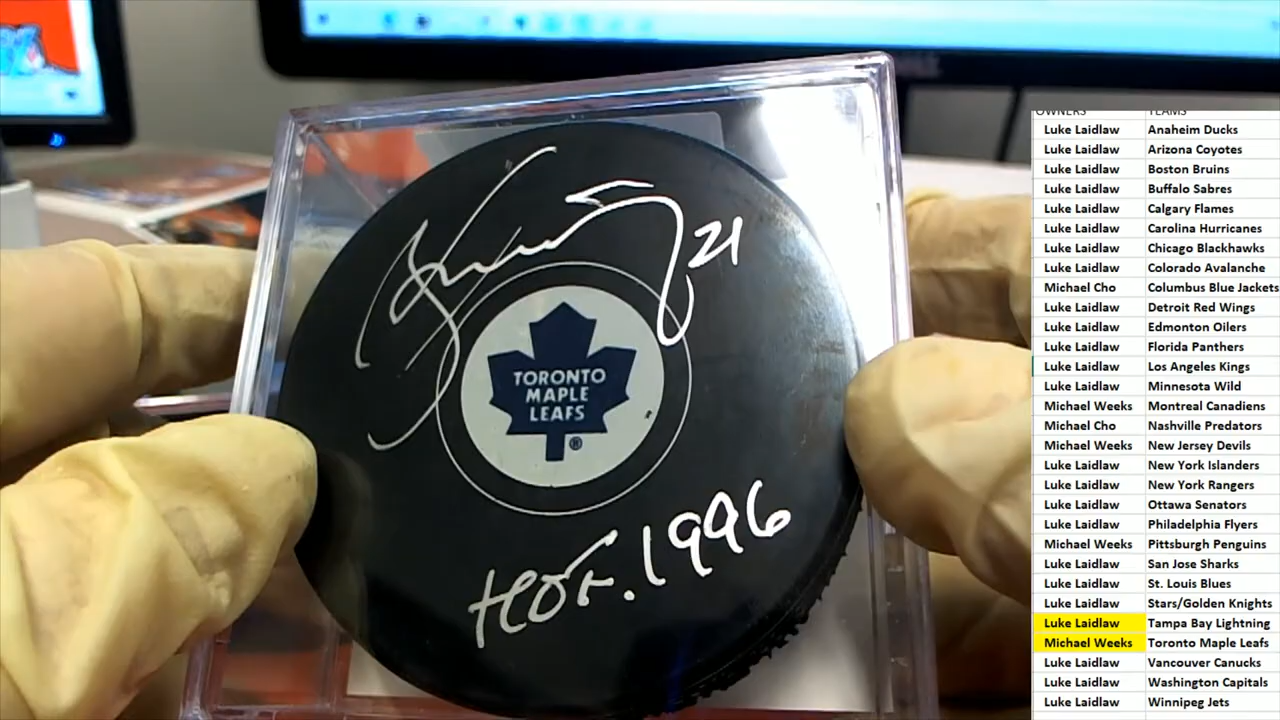 21
TORONTO
MAPLE
LEAFS
®
HOF. 1996
OWNERS TEAMS
Luke Laidlaw Anaheim Ducks
Luke Laidlaw Arizona Coyotes
Luke Laidlaw Boston Bruins
Luke Laidlaw Buffalo Sabres
Luke Laidlaw Calgary Flames
Luke Laidlaw Carolina Hurricanes
Luke Laidlaw Chicago Blackhawks
Luke Laidlaw Colorado Avalanche
Michael Cho Columbus Blue Jackets
Luke Laidlaw Detroit Red Wings
Luke Laidlaw Edmonton Oilers
Luke Laidlaw Florida Panthers
Luke Laidlaw Los Angeles Kings
Luke Laidlaw Minnesota Wild
Michael Weeks Montreal Canadiens
Michael Cho Nashville Predators
Michael Weeks New Jersey Devils
Luke Laidlaw New York Islanders
Luke Laidlaw New York Rangers
Luke Laidlaw Ottawa Senators
Luke Laidlaw Philadelphia Flyers
Michael Weeks Pittsburgh Penguins
Luke Laidlaw San Jose Sharks
Luke Laidlaw St. Louis Blues
Luke Laidlaw Stars/Golden Knights
Luke Laidlaw Tampa Bay Lightning
Michael Weeks Toronto Maple Leafs
Luke Laidlaw Vancouver Canucks
Luke Laidlaw Washington Capitals
Luke Laidlaw Winnipeg Jets